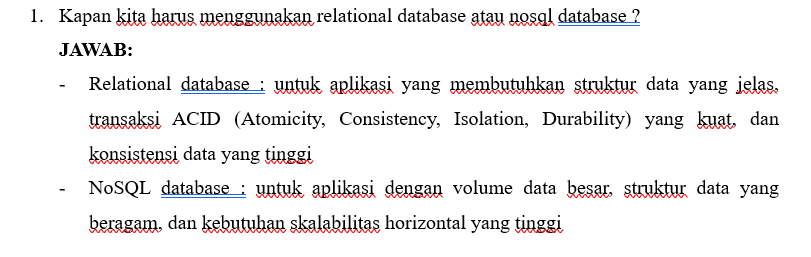 1. Kapan kita harus menggunakan relational database atau nosql database ?
JAWAB:
- Relational database : untuk aplikasi yang membutuhkan struktur data yang jelas,
transaksi ACID (Atomicity, Consistency, Isolation, Durability) yang kuat, dan
konsistensi data yang tinggi
- NoSQL database : untuk aplikasi dengan volume data besar, struktur data yang
beragam, dan kebutuhan skalabilitas horizontal yang tinggi